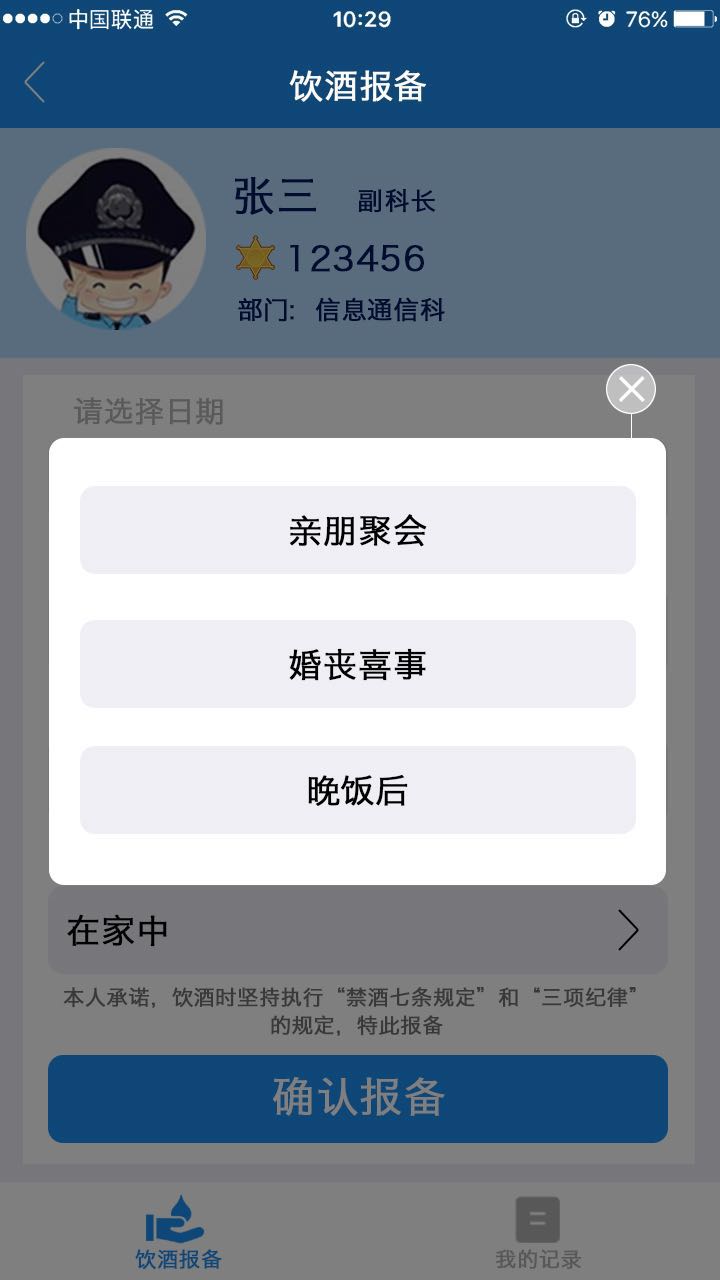 中国联通 10:29 76%
饮酒报备
张三 副科长
123456
部门：信息通信科
请选择日期
亲朋聚会
婚丧喜事
晚饭后
在家中
本人承诺，饮酒时坚持执行“禁酒七条规定”和“三项纪律”
的规定，特此报备
确认报备
饮酒报备 我的记录